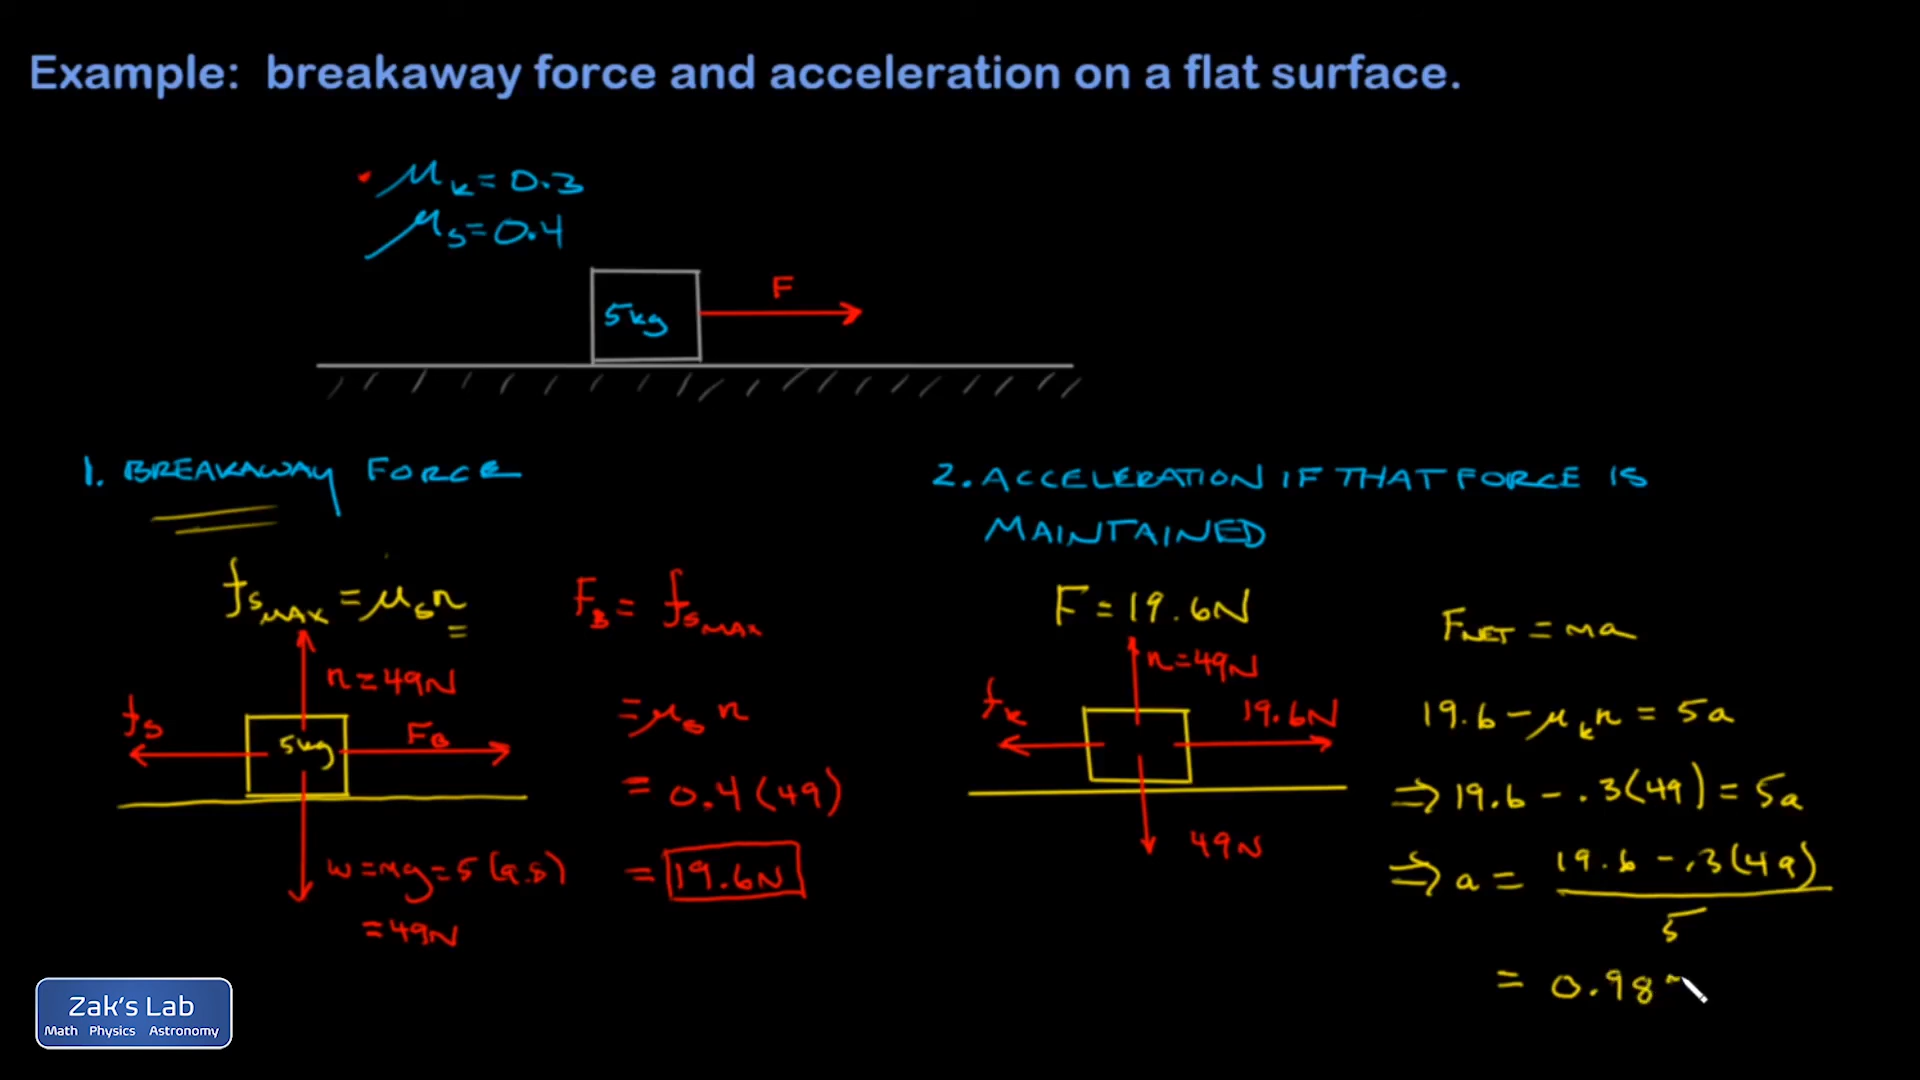 Example: breakaway force and acceleration on a flat surface.
μk = 0.3
μs = 0.4
5kg
F
1. BREAKAWAY FORCE
fsMAX = μs n
n = 49N
fs
5kg
FB
w = mg = 5(9.8)
= 49N
FB = fsMAX
= μs n
= 0.4(49)
= 19.6N
2. ACCELERATION IF THAT FORCE IS
MAINTAINED
F = 19.6N
n = 49N
fk
19.6N
49N
FNET = ma
19.6 - μk n = 5a
⇒ 19.6 - .3(49) = 5a
⇒ a = 19.6 - .3(49)
5
= 0.98
Zak's Lab
Math Physics Astronomy